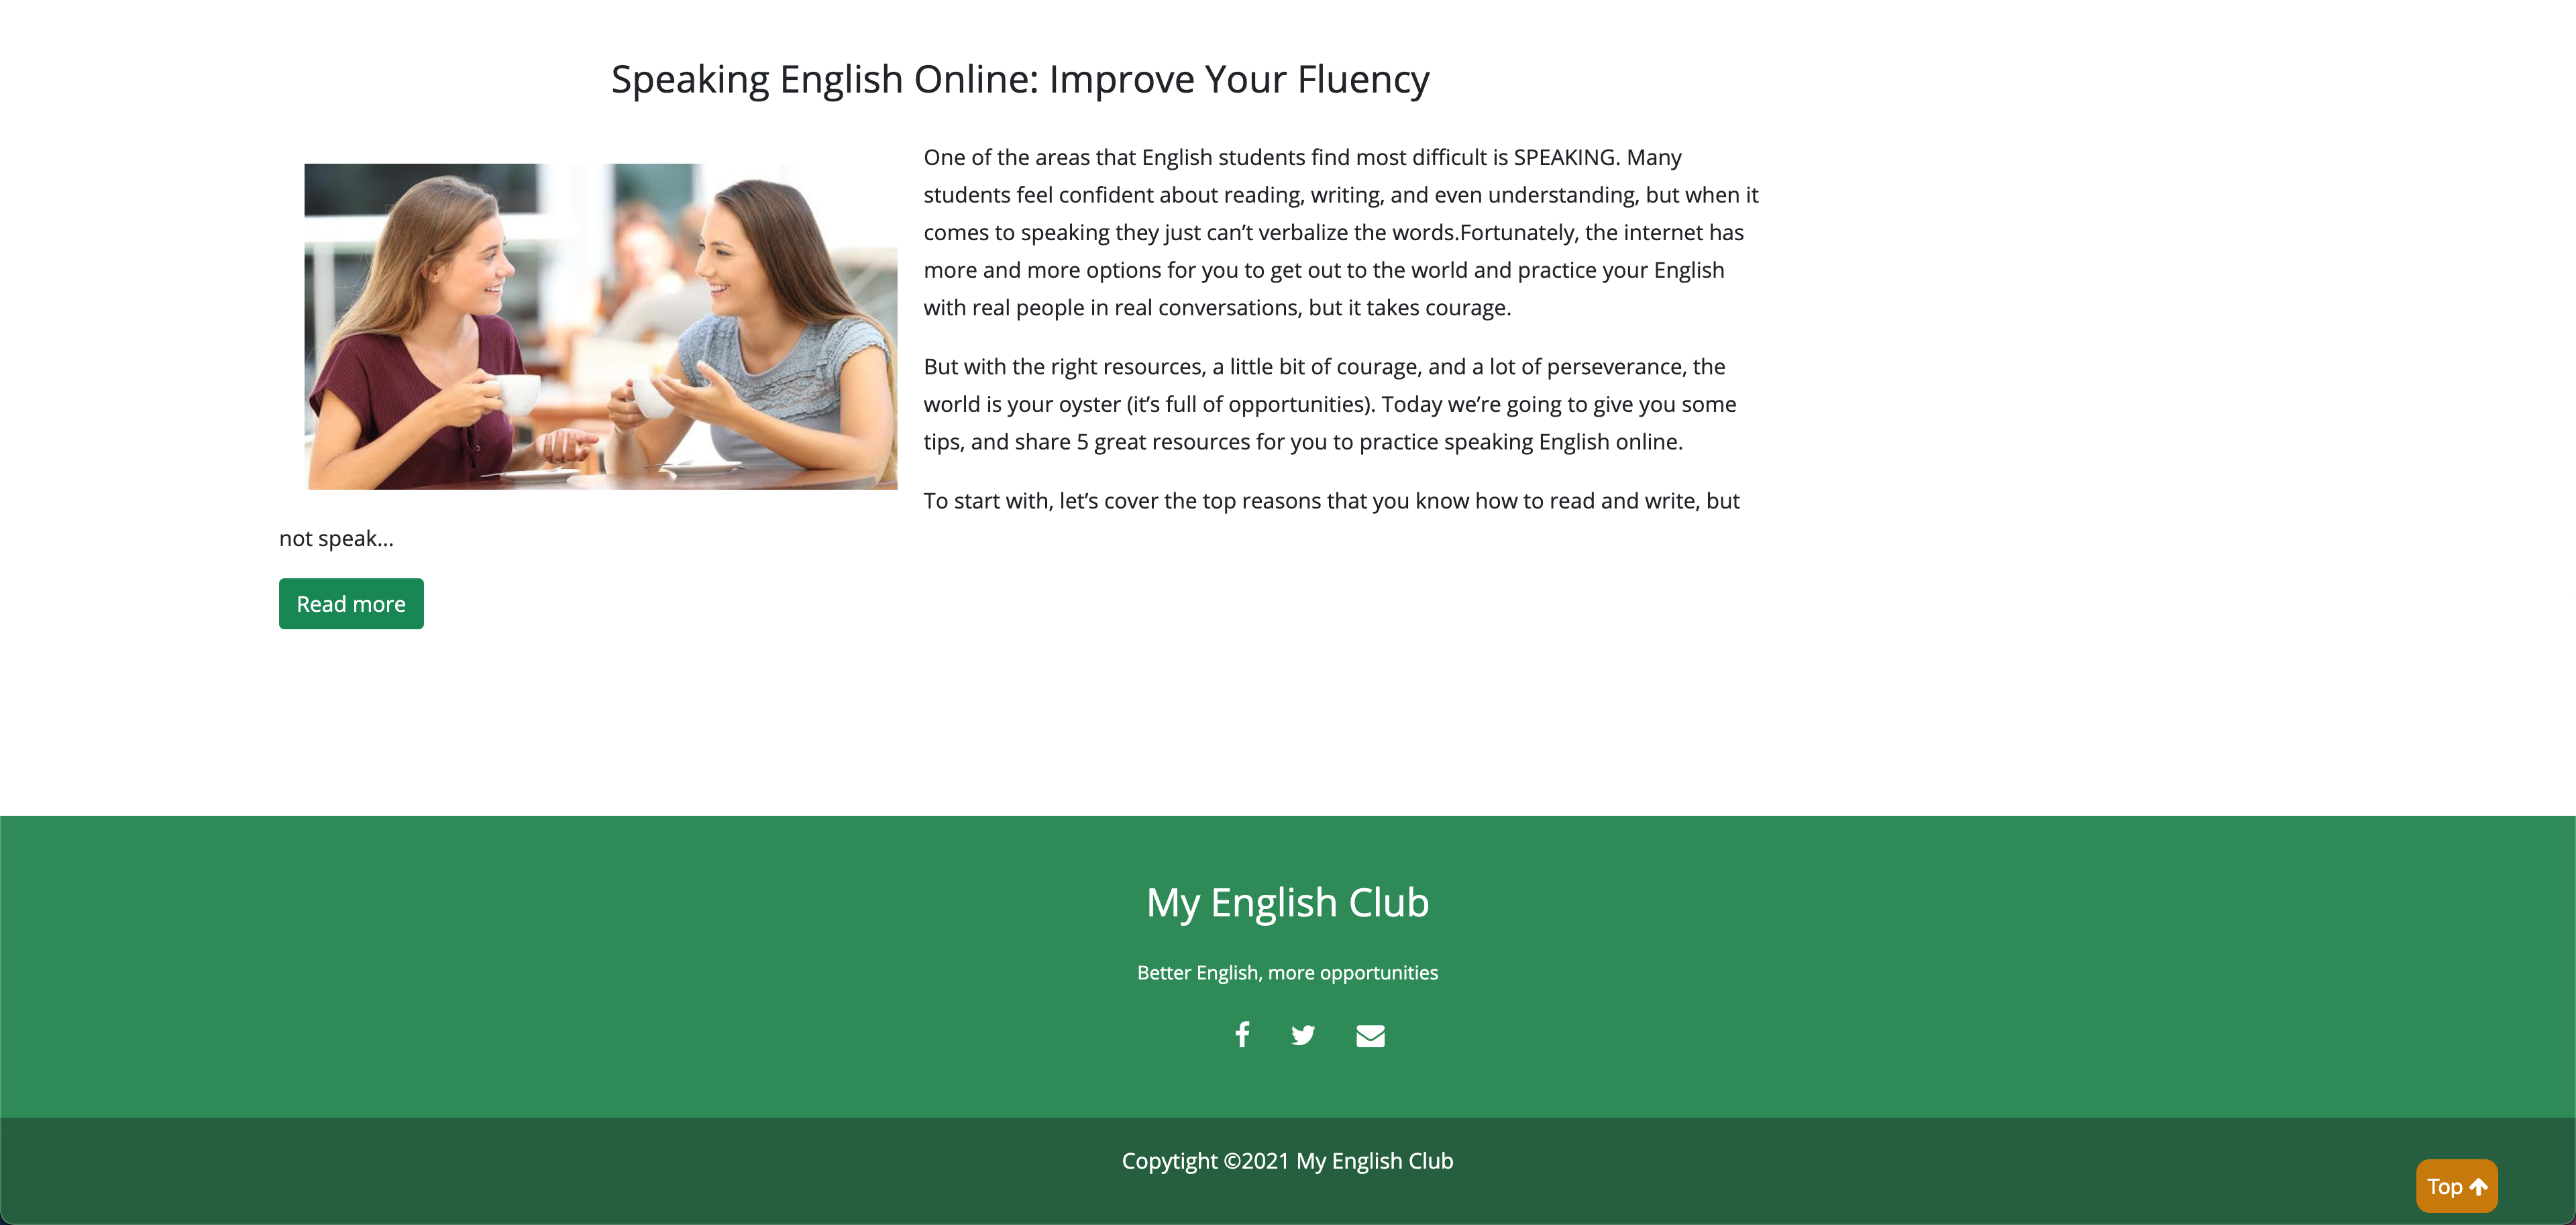 Speaking English Online: Improve Your Fluency
One of the areas that English students find most difficult is SPEAKING. Many
students feel confident about reading, writing, and even understanding, but when it
comes to speaking they just can’t verbalize the words.Fortunately, the internet has
more and more options for you to get out to the world and practice your English
with real people in real conversations, but it takes courage.
But with the right resources, a little bit of courage, and a lot of perseverance, the
world is your oyster (it’s full of opportunities). Today we’re going to give you some
tips, and share 5 great resources for you to practice speaking English online.
To start with, let’s cover the top reasons that you know how to read and write, but
not speak...
Read more
My English Club
Better English, more opportunities
Copytight ©2021 My English Club
Top